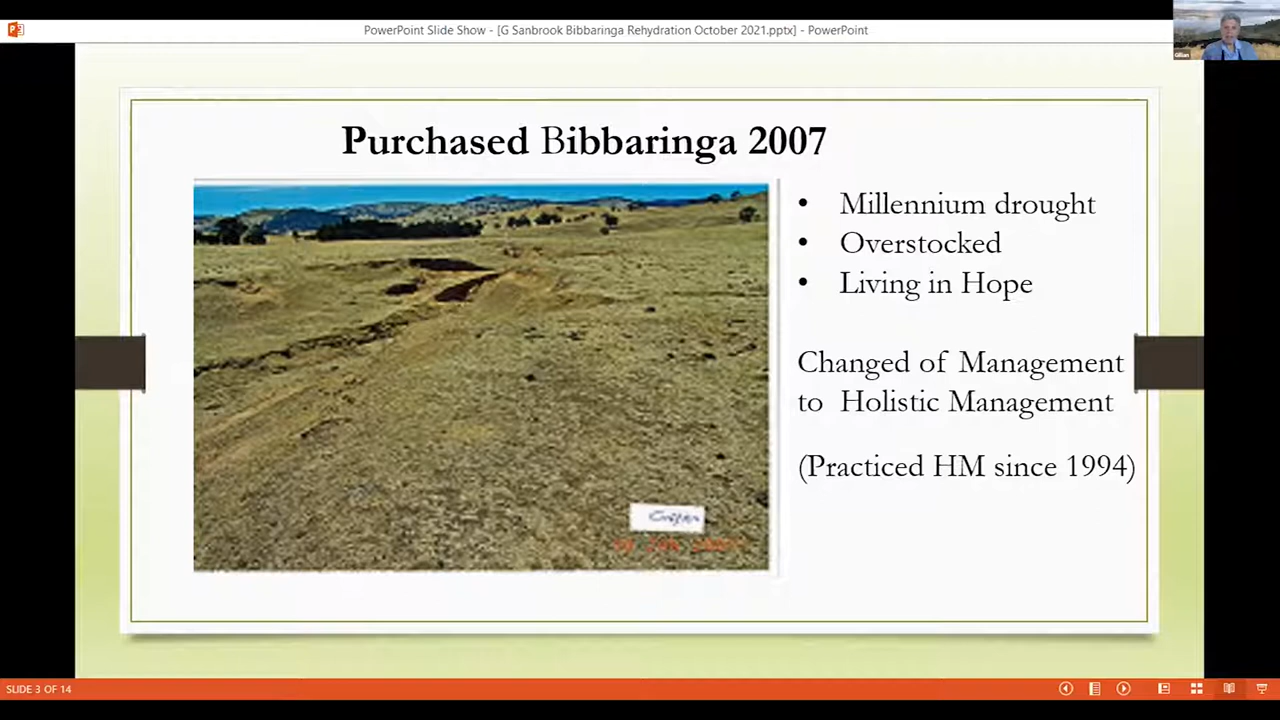 PowerPoint Slide Show - [G Sanbrook Bibbaringa Rehydration October 2021.pptx] - PowerPoint
Gillian
Purchased Bibbaringa 2007
• Millennium drought
• Overstocked
• Living in Hope
Changed of Management
to Holistic Management
(Practiced HM since 1994)
SLIDE 3 OF 14